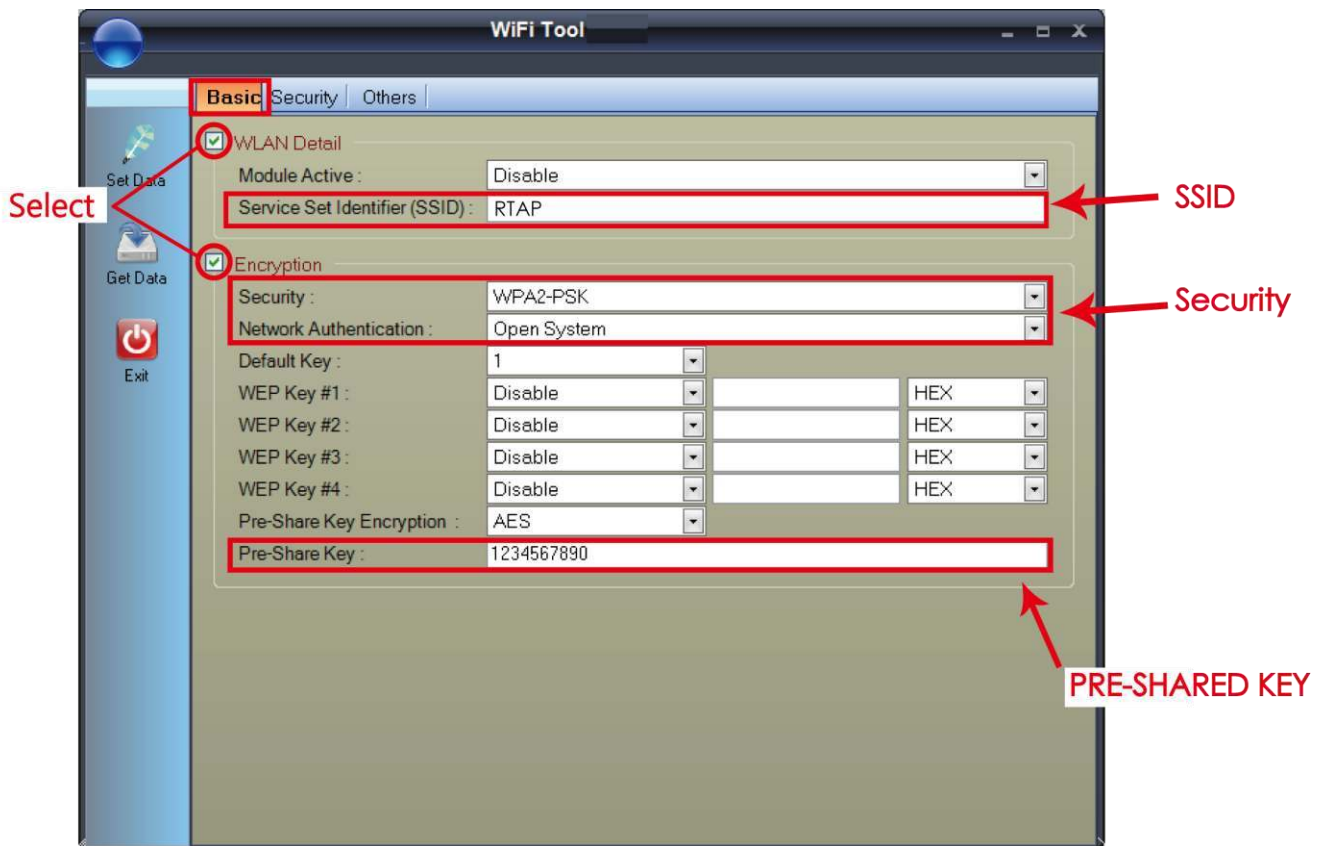 WiFi Tool
Basic Security Others
WLAN Detail
Set Data
Module Active : Disable
Select
Service Set Identifier (SSID) : RTAP
SSID
Encryption
Get Data
Security : WPA2-PSK
Security
Network Authentication : Open System
Exit
Default Key : 1
WEP Key #1 : Disable HEX
WEP Key #2 : Disable HEX
WEP Key #3 : Disable HEX
WEP Key #4 : Disable HEX
Pre-Share Key Encryption : AES
Pre-Share Key : 1234567890
PRE-SHARED KEY